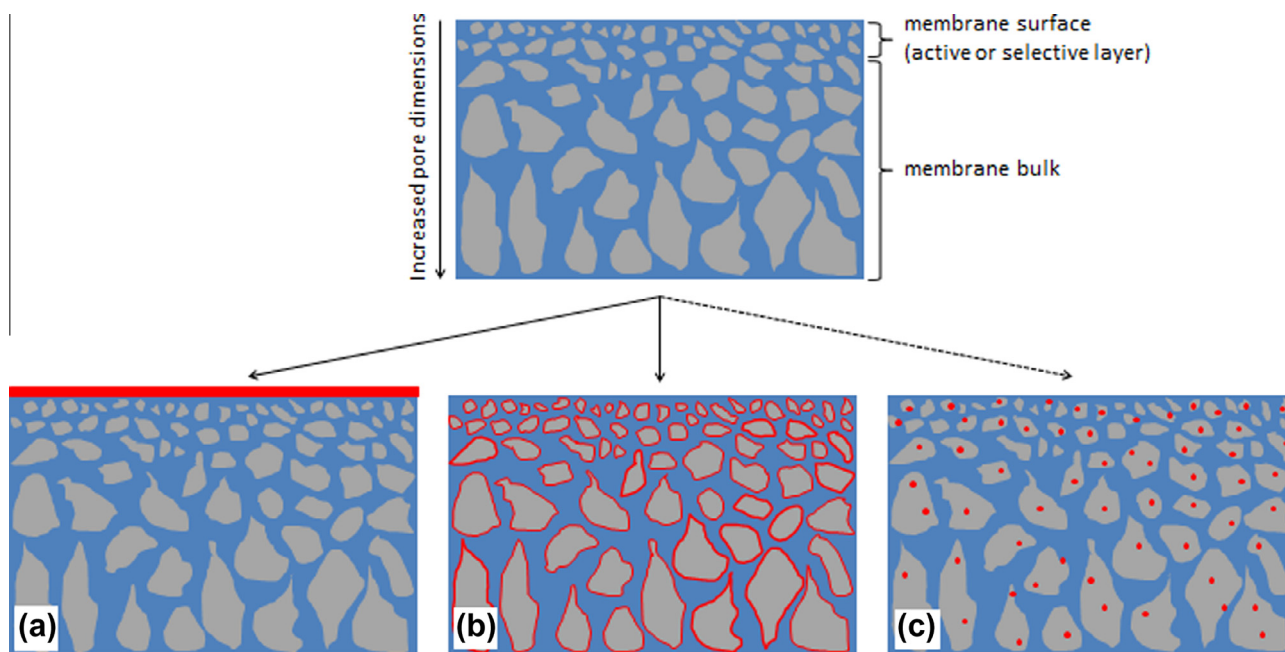 Increased pore dimensions
membrane surface
(active or selective layer)
membrane bulk
(a)
(b)
(c)